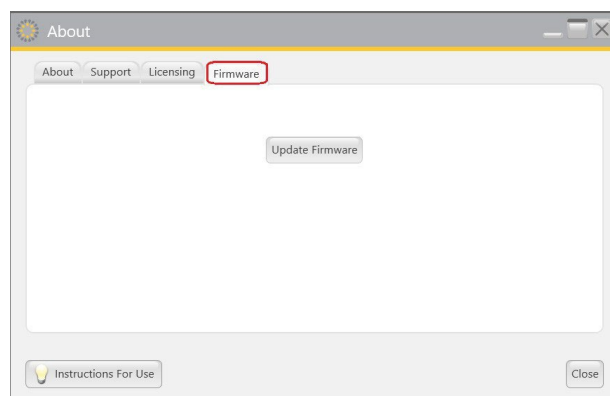 About
About Support Licensing Firmware
Update Firmware
Instructions For Use Close